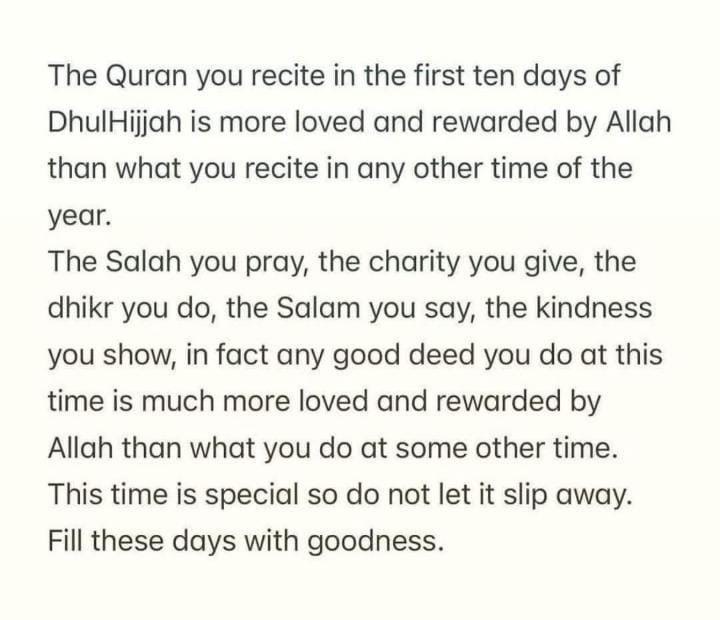 The Quran you recite in the first ten days of
DhulHijjah is more loved and rewarded by Allah
than what you recite in any other time of the
year.
The Salah you pray, the charity you give, the
dhikr you do, the Salam you say, the kindness
you show, in fact any good deed you do at this
time is much more loved and rewarded by
Allah than what you do at some other time.
This time is special so do not let it slip away.
Fill these days with goodness.